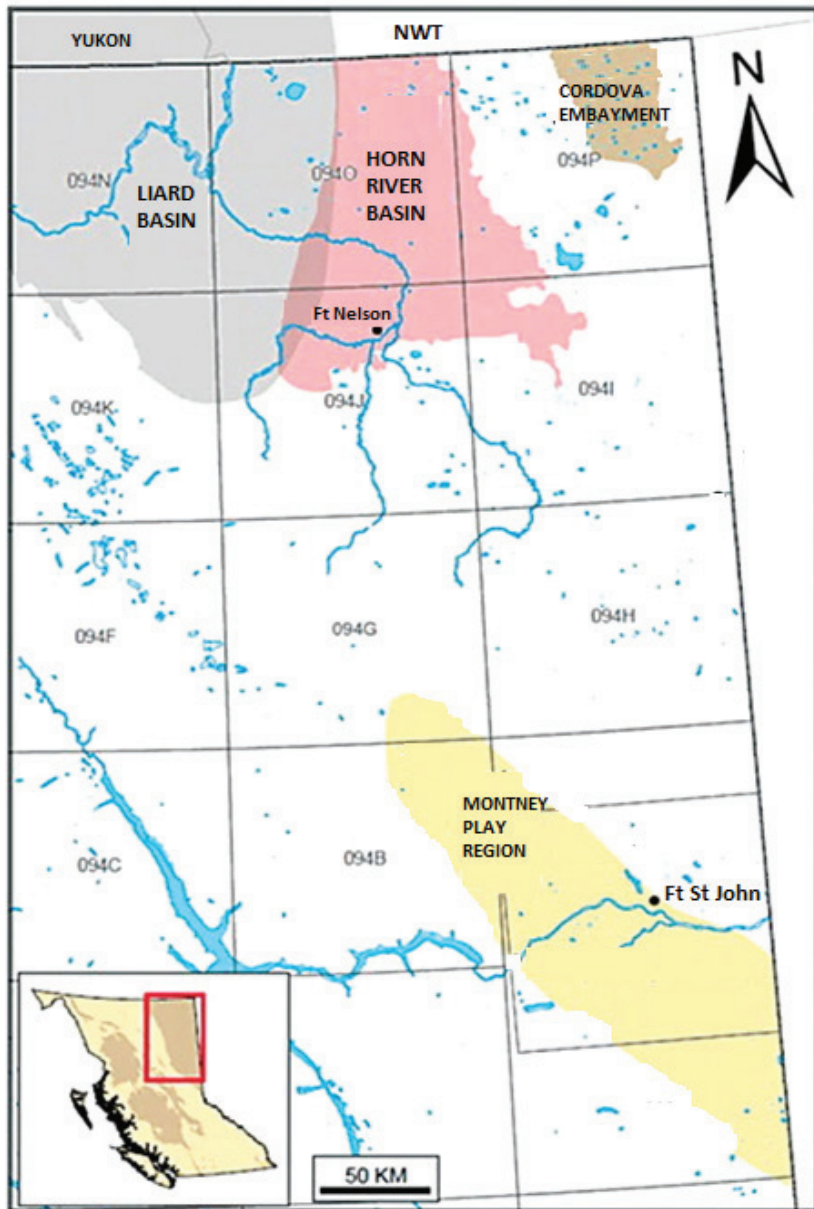 YUKON
NWT
N
CORDOVA
EMBAYMENT
094N
LIARD
BASIN
094O
HORN
RIVER
BASIN
094P
Ft Nelson
094K
094J
094I
094F
094G
094H
MONTNEY
PLAY
REGION
094C
094B
Ft St John
50 KM